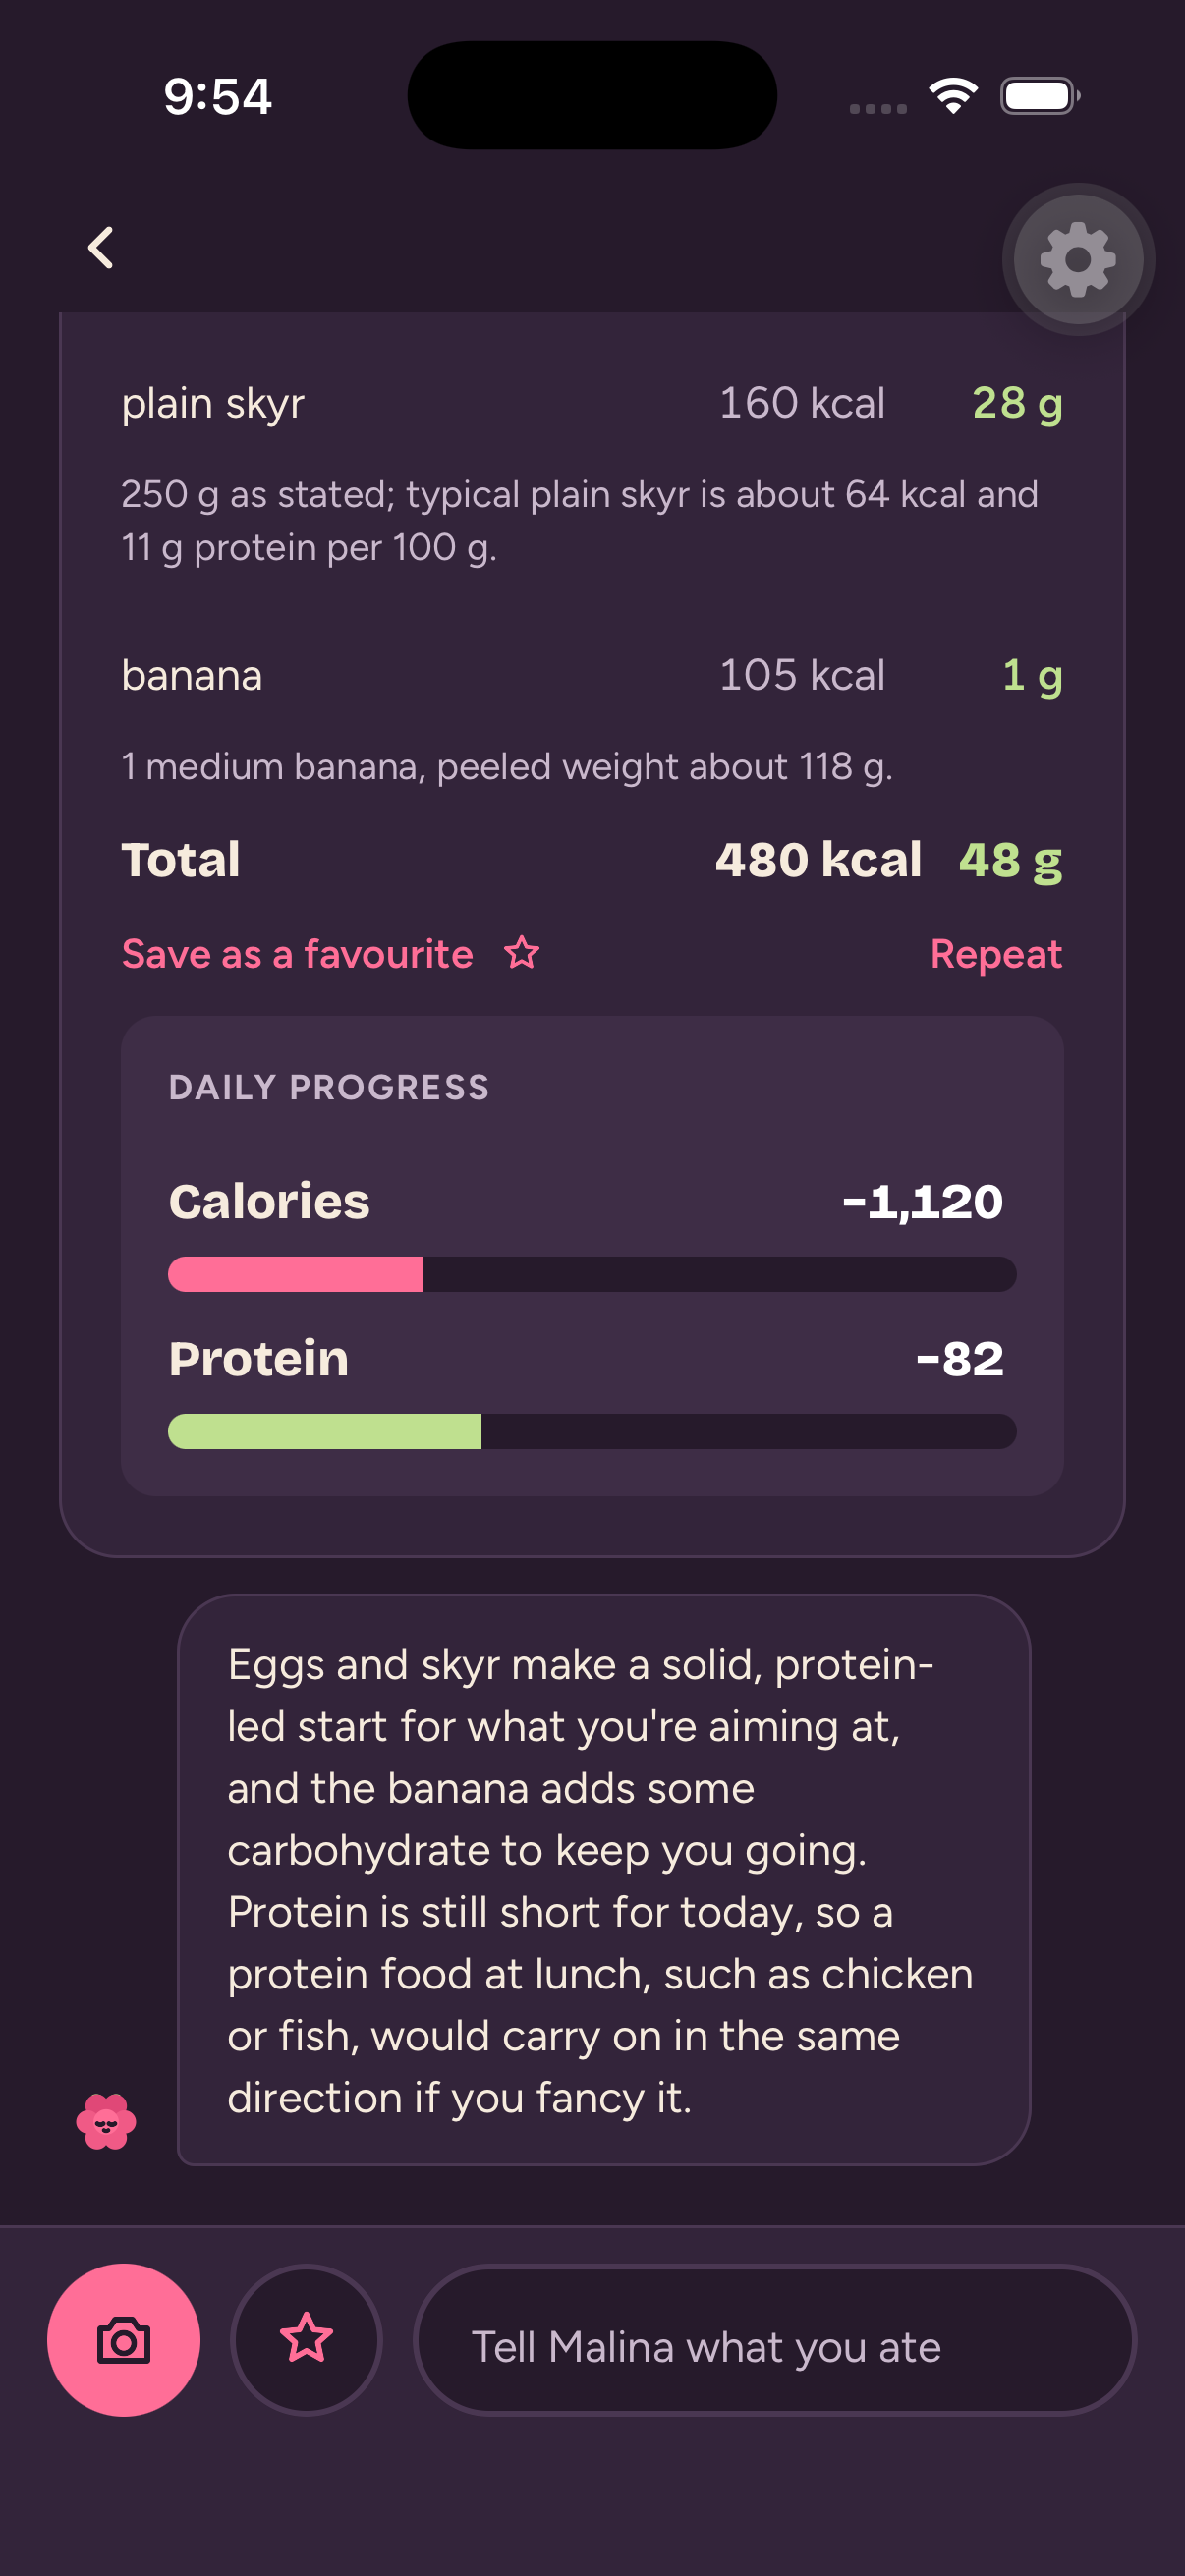 9:54
plain skyr 160 kcal 28 g
250 g as stated; typical plain skyr is about 64 kcal and
11 g protein per 100 g.
banana 105 kcal 1 g
1 medium banana, peeled weight about 118 g.
Total 480 kcal 48 g
Save as a favourite Repeat
DAILY PROGRESS
Calories -1,120
Protein -82
Eggs and skyr make a solid, protein-
led start for what you're aiming at,
and the banana adds some
carbohydrate to keep you going.
Protein is still short for today, so a
protein food at lunch, such as chicken
or fish, would carry on in the same
direction if you fancy it.
Tell Malina what you ate